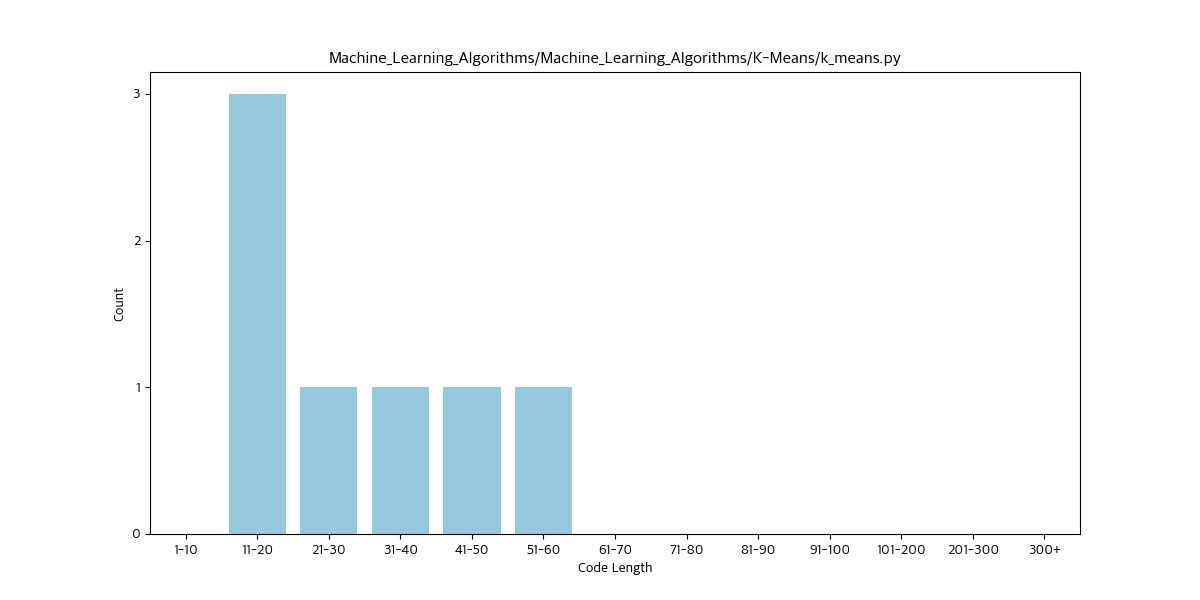 Machine_Learning_Algorithms/Machine_Learning_Algorithms/K-Means/k_means.py
3
2
1
0
Count
1-10 11-20 21-30 31-40 41-50 51-60 61-70 71-80 81-90 91-100 101-200 201-300 300+
Code Length